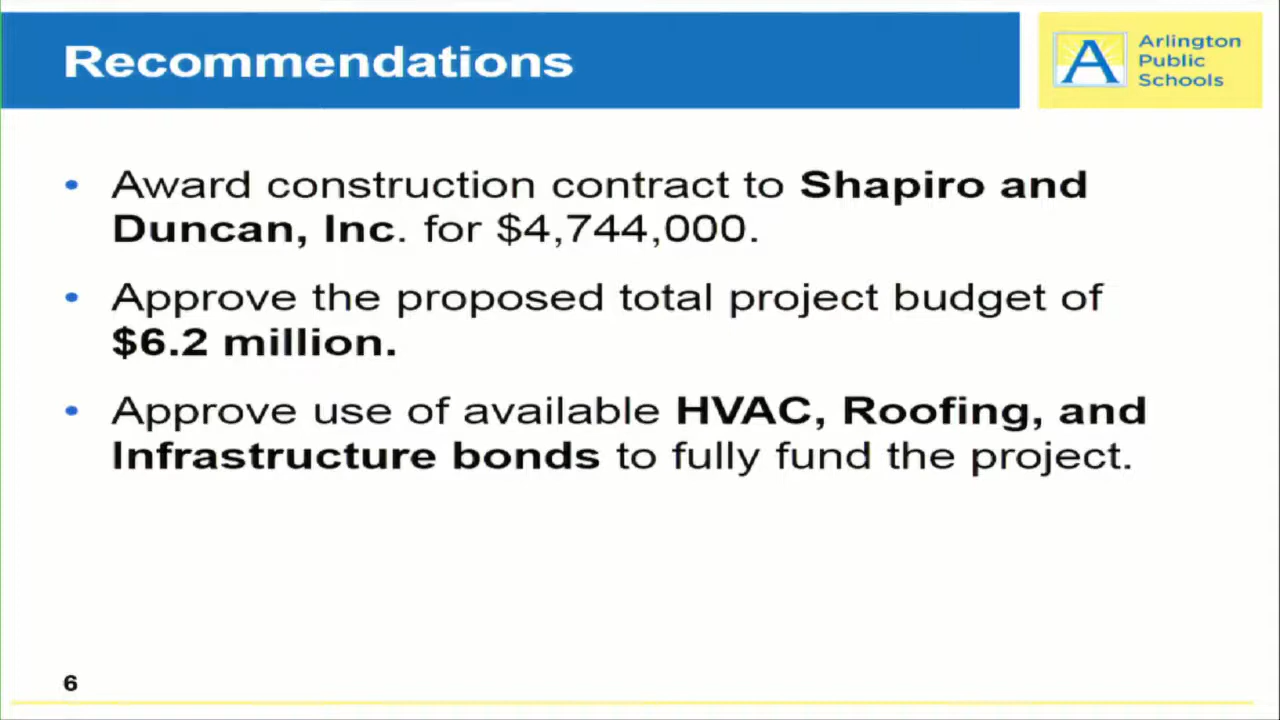 Recommendations
A
Arlington
Public
Schools
• Award construction contract to Shapiro and
Duncan, Inc. for $4,744,000.
• Approve the proposed total project budget of
$6.2 million.
• Approve use of available HVAC, Roofing, and
Infrastructure bonds to fully fund the project.
6